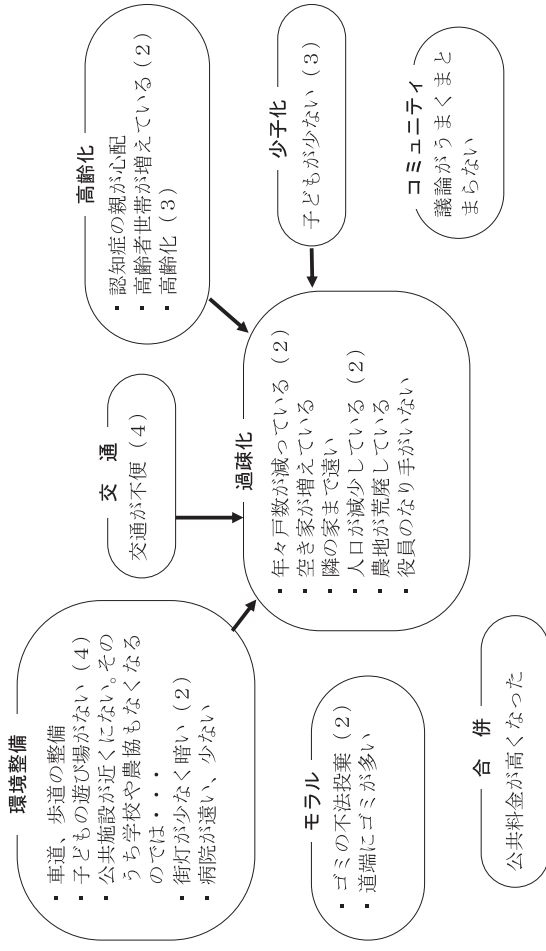 環境整備
・車道、歩道の整備
・子どもの遊び場がない(4)
・公共施設が近くにない。その
うち学校や農協もなくなる
のでは・・・
・街灯が少なく暗い(2)
・病院が遠い、少ない
交　通
交通が不便(4)
高齢化
・認知症の親が心配
・高齢者世帯が増えている(2)
・高齢化(3)
過疎化
・年々戸数が減っている(2)
・空き家が増えている
・隣の家まで遠い
・人口が減少している(2)
・農地が荒廃している
・役員のなり手がいない
少子化
子どもが少ない(3)
モラル
・ゴミの不法投棄(2)
・道端にゴミが多い
合　併
公共料金が高くなった
コミュニティ
議論がうまくまと
まらない